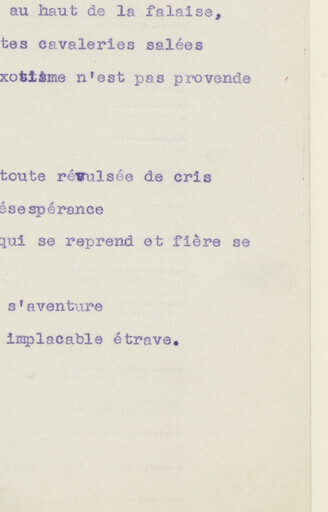 au haut de la falaise,
tes cavaleries salées
xotisme n'est pas provende
toute révulsée de cris
ésespérance
qui se reprend et fière se
s'aventure
implacable étrave.